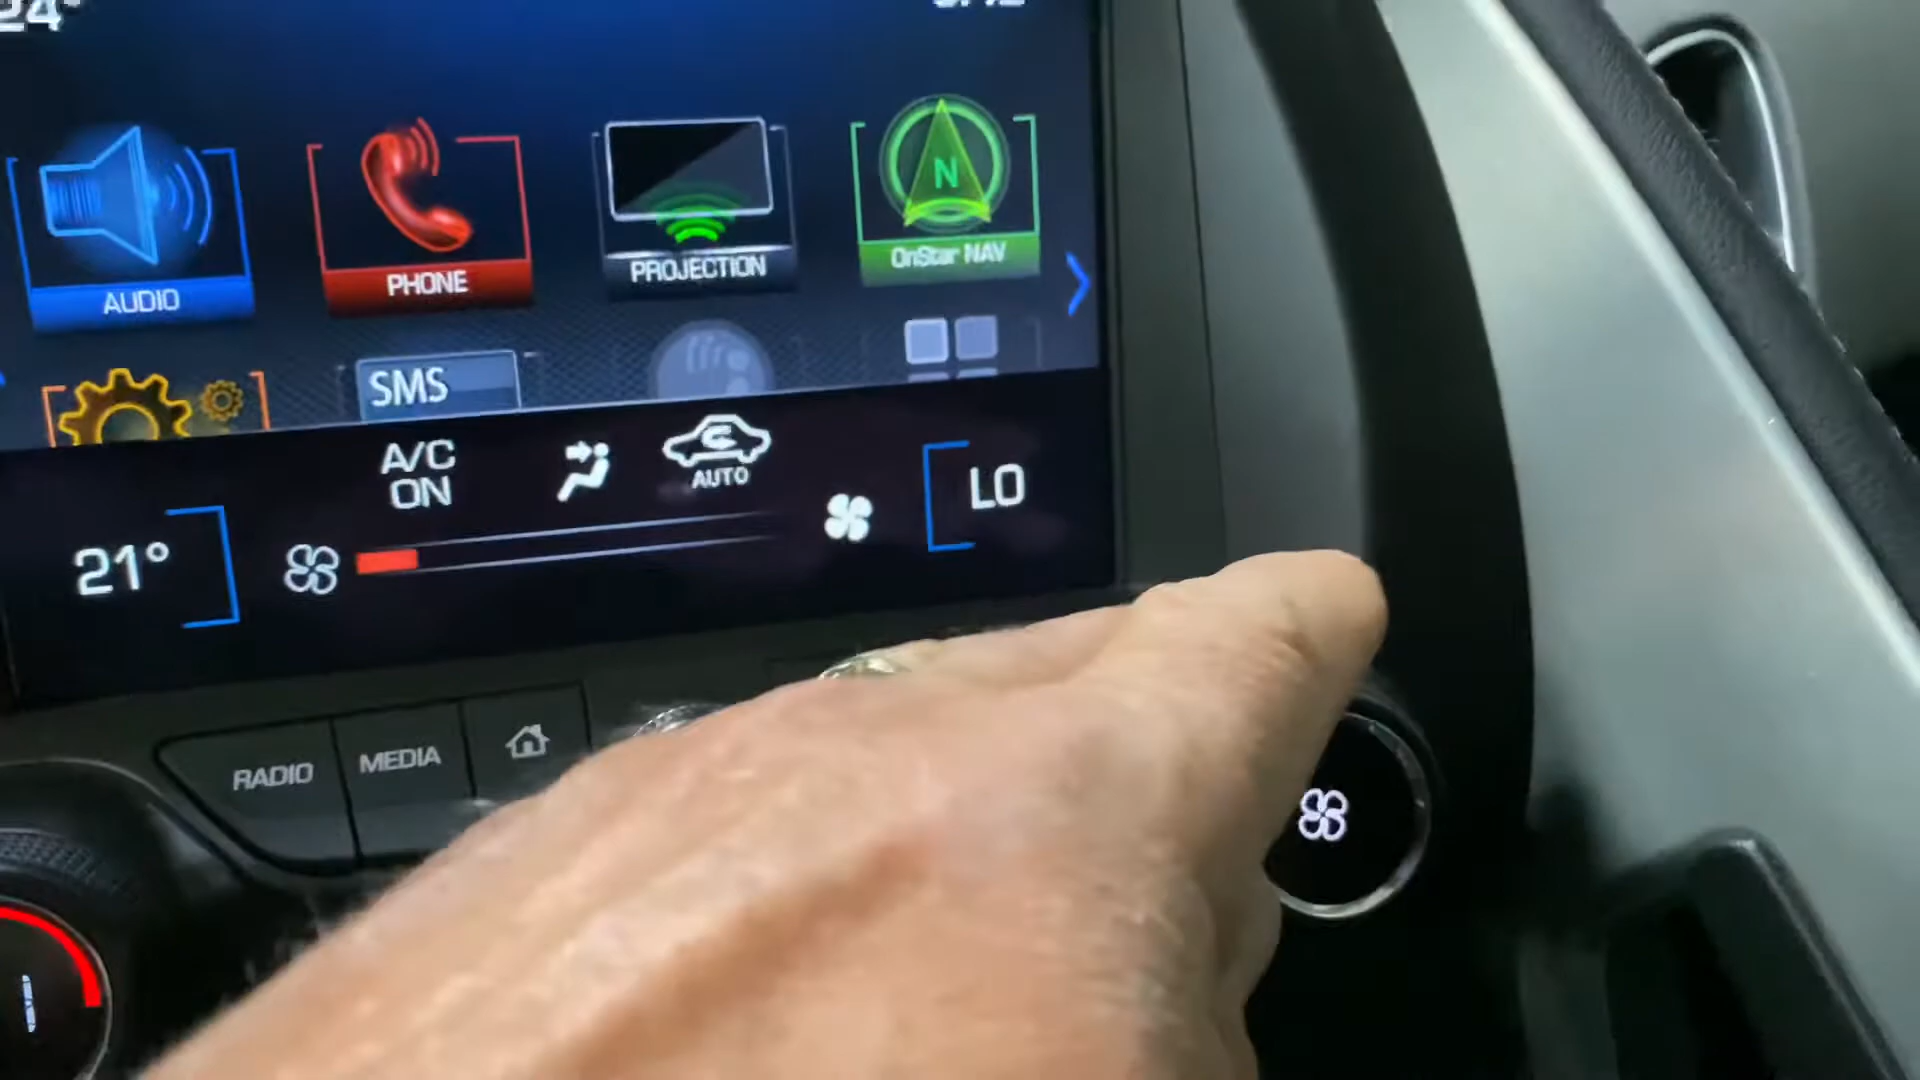 24°
AUDIO
PHONE
PROJECTION
N
OnStar NAV
SMS
A/C
ON
AUTO
LO
21°
RADIO
MEDIA